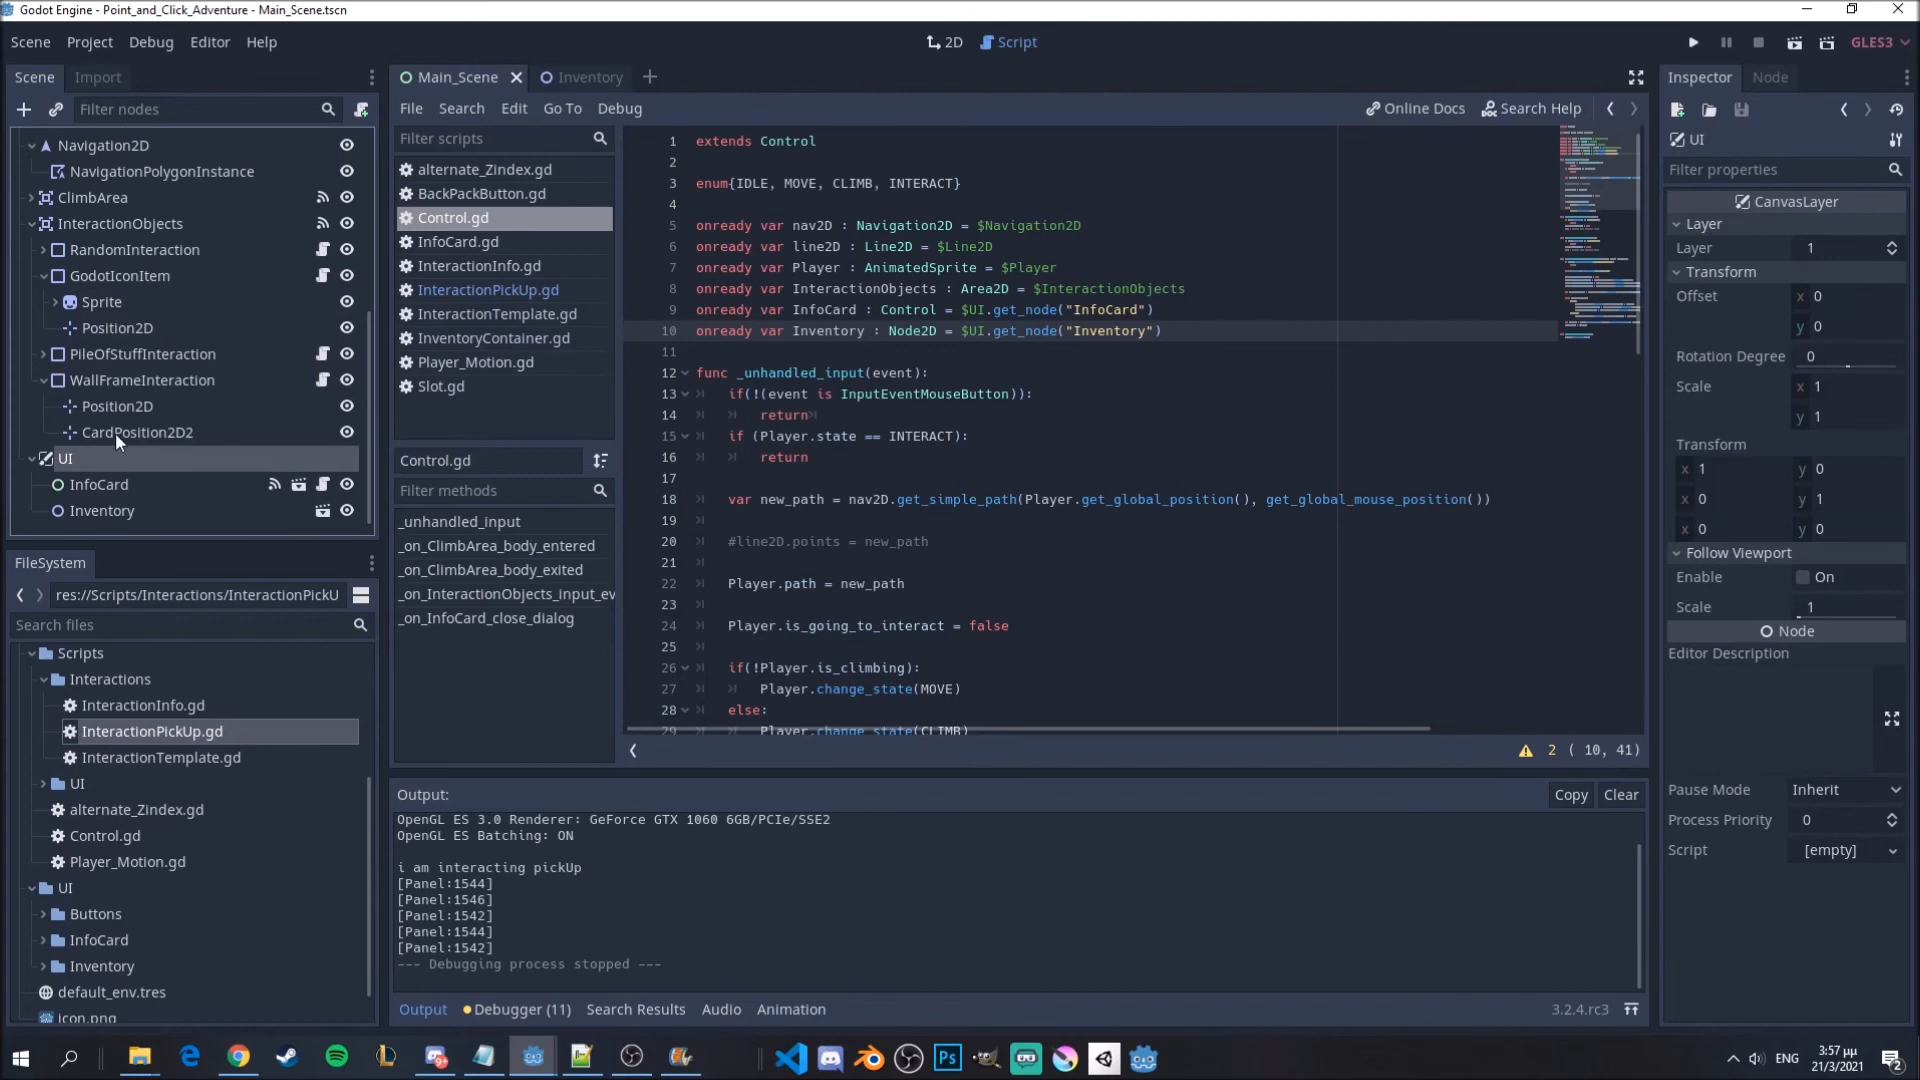 Godot Engine - Point_and_Click_Adventure - Main_Scene.tscn
Scene Project Debug Editor Help
2D Script
GLES3
Scene Import
Filter nodes
Navigation2D
NavigationPolygonInstance
ClimbArea
InteractionObjects
RandomInteraction
GodotIconItem
Sprite
Position2D
PileOfStuffInteraction
WallFrameInteraction
Position2D
CardPosition2D2
UI
InfoCard
Inventory
FileSystem
res://Scripts/Interactions/InteractionPickU
Search files
Scripts
Interactions
InteractionInfo.gd
InteractionPickUp.gd
InteractionTemplate.gd
UI
alternate_Zindex.gd
Control.gd
Player_Motion.gd
UI
Buttons
InfoCard
Inventory
default_env.tres
icon.png
Main_Scene Inventory
File Search Edit Go To Debug
Online Docs Search Help
Filter scripts
alternate_Zindex.gd
BackPackButton.gd
Control.gd
InfoCard.gd
InteractionInfo.gd
InteractionPickUp.gd
InteractionTemplate.gd
InventoryContainer.gd
Player_Motion.gd
Slot.gd
Control.gd
Filter methods
_unhandled_input
_on_ClimbArea_body_entered
_on_ClimbArea_body_exited
_on_InteractionObjects_input_ev
_on_InfoCard_close_dialog
1 extends Control
2
3 enum{IDLE, MOVE, CLIMB, INTERACT}
4
5 onready var nav2D : Navigation2D = $Navigation2D
6 onready var line2D : Line2D = $Line2D
7 onready var Player : AnimatedSprite = $Player
8 onready var InteractionObjects : Area2D = $InteractionObjects
9 onready var InfoCard : Control = $UI.get_node("InfoCard")
10 onready var Inventory : Node2D = $UI.get_node("Inventory")
11
12 func _unhandled_input(event):
13 if(!(event is InputEventMouseButton)):
14 return
15 if (Player.state == INTERACT):
16 return
17
18 var new_path = nav2D.get_simple_path(Player.get_global_position(), get_global_mouse_position())
19
20 #line2D.points = new_path
21
22 Player.path = new_path
23
24 Player.is_going_to_interact = false
25
26 if(!Player.is_climbing):
27 Player.change_state(MOVE)
28 else:
29 Player.change_state(CLIMB)
2 ( 10, 41)
Output: Copy Clear
OpenGL ES 3.0 Renderer: GeForce GTX 1060 6GB/PCIe/SSE2
OpenGL ES Batching: ON
i am interacting pickUp
[Panel:1544]
[Panel:1546]
[Panel:1542]
[Panel:1544]
[Panel:1542]
--- Debugging process stopped ---
Output Debugger (11) Search Results Audio Animation 3.2.4.rc3
Inspector Node
UI
Filter properties
CanvasLayer
Layer
Layer 1
Transform
Offset x 0
y 0
Rotation Degree 0
Scale x 1
y 1
Transform
x 1 y 0
x 0 y 1
x 0 y 0
Follow Viewport
Enable On
Scale 1
Node
Editor Description
Pause Mode Inherit
Process Priority 0
Script [empty]
Ps
ENG
3:57 μμ
21/3/2021
2